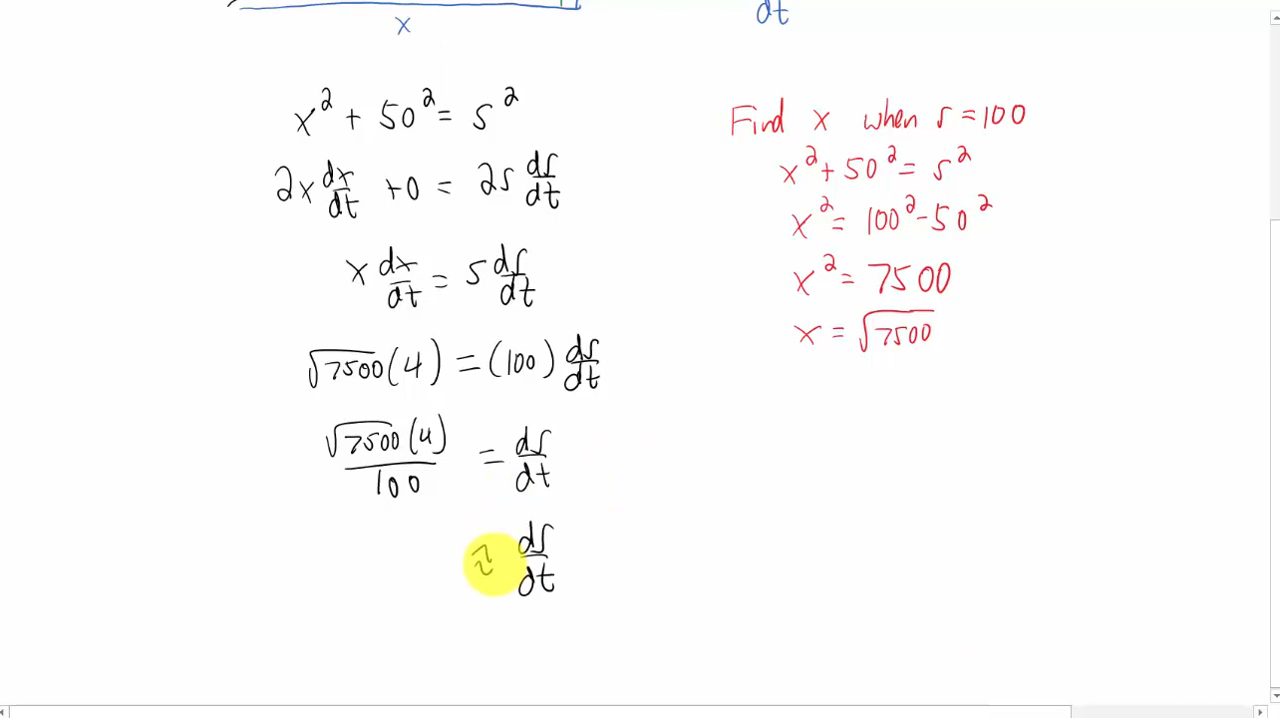 x
dt
x² + 50² = s²
2x dx/dt + 0 = 2s ds/dt
x dx/dt = s ds/dt
√7500 (4) = (100) ds/dt
√7500 (4) / 100 = ds/dt
≈ ds/dt
Find x when s = 100
x² + 50² = s²
x² = 100² - 50²
x² = 7500
x = √7500